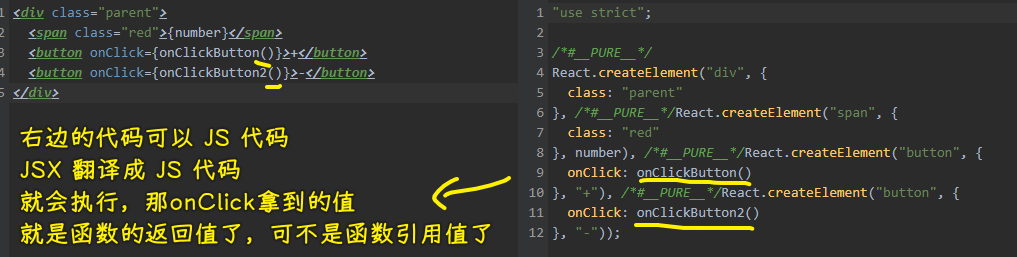 1 <div class="parent">
2 <span class="red">{number}</span>
3 <button onClick={onClickButton()}>+</button>
4 <button onClick={onClickButton2()}>-</button>
5 </div>
右边的代码可以 JS 代码
JSX 翻译成 JS 代码
就会执行，那onClick拿到的值
就是函数的返回值了，可不是函数引用值了
1 "use strict";
2
3 /*#__PURE__*/
4 React.createElement("div", {
5 class: "parent"
6 }, /*#__PURE__*/React.createElement("span", {
7 class: "red"
8 }, number), /*#__PURE__*/React.createElement("button", {
9 onClick: onClickButton()
10 }, "+"), /*#__PURE__*/React.createElement("button", {
11 onClick: onClickButton2()
12 }, "-"));